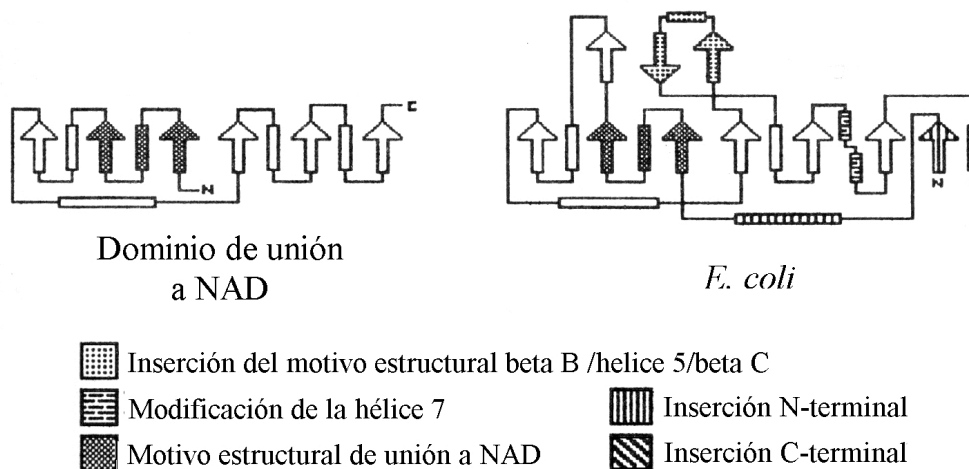 C
N
N
Dominio de unión
a NAD
E. coli
Inserción del motivo estructural beta B /helice 5/beta C
Modificación de la hélice 7
Inserción N-terminal
Motivo estructural de unión a NAD
Inserción C-terminal